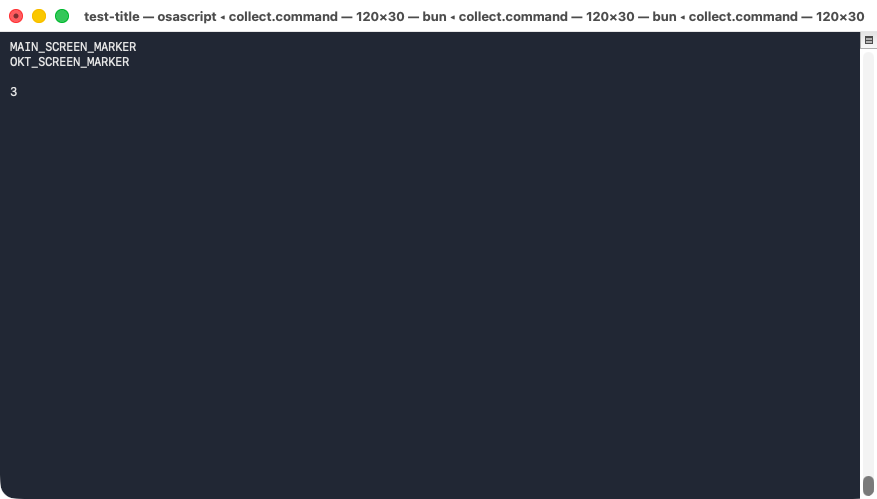 test-title — osascript ◂ collect.command — 120×30 — bun ◂ collect.command — 120×30 — bun ◂ collect.command — 120×30
MAIN_SCREEN_MARKER
OKT_SCREEN_MARKER
3